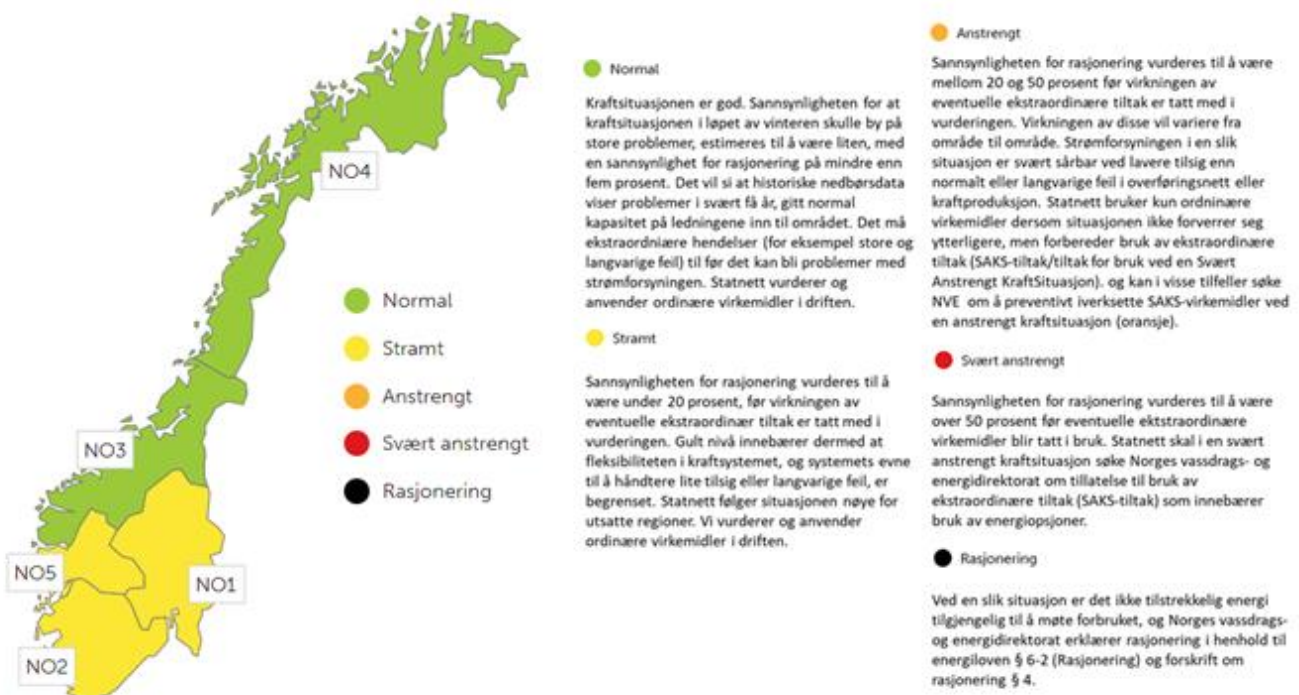 NO4
NO3
NO5
NO1
NO2
Normal
Stramt
Anstrengt
Svært anstrengt
Rasjonering
Normal
Kraftsituasjonen er god. Sannsynligheten for at
kraftsituasjonen i løpet av vinteren skulle by på
store problemer, estimeres til å være liten, med
en sannsynlighet for rasjonering på mindre enn
fem prosent. Det vil si at historiske nedbørsdata
viser problemer i svært få år, gitt normal
kapasitet på ledningene inn til området. Det må
ekstraordniære hendelser (for eksempel store og
langvarige feil) til før det kan bli problemer med
strømforsyningen. Statnett vurderer og
anvender ordinære virkemidler i driften.
Stramt
Sannsynligheten for rasjonering vurderes til å
være under 20 prosent, før virkningen av
eventuelle ekstraordinær tiltak er tatt med i
vurderingen. Gult nivå innebærer dermed at
fleksibiliteten i kraftsystemet, og systemets evne
til å håndtere lite tilsig eller langvarige feil, er
begrenset. Statnett følger situasjonen nøye for
utsatte regioner. Vi vurderer og anvender
ordinære virkemidler i driften.
Anstrengt
Sannsynligheten for rasjonering vurderes til å være
mellom 20 og 50 prosent før virkningen av
eventuelle ekstraordinære tiltak er tatt med i
vurderingen. Virkningen av disse vil variere fra
område til område. Strømforsyningen i en slik
situasjon er svært sårbar ved lavere tilsig enn
normalt eller langvarige feil i overføringsnett eller
kraftproduksjon. Statnett bruker kun ordninære
virkemidler dersom situasjonen ikke forverrer seg
ytterligere, men forbereder bruk av ekstraordinære
tiltak (SAKS-tiltak/tiltak for bruk ved en Svært
Anstrengt KraftSituasjon). og kan i visse tilfeller søke
NVE om å preventivt iverksette SAKS-virkemidler ved
en anstrengt kraftsituasjon (oransje).
Svært anstrengt
Sannsynligheten for rasjonering vurderes til å være
over 50 prosent før eventuelle ektstraordinære
virkemidler blir tatt i bruk. Statnett skal i en svært
anstrengt kraftsituasjon søke Norges vassdrags- og
energidirektorat om tillatelse til bruk av
ekstraordinære tiltak (SAKS-tiltak) som innebærer
bruk av energiopsjoner.
Rasjonering
Ved en slik situasjon er det ikke tilstrekkelig energi
tilgjengelig til å møte forbruket, og Norges vassdrags-
og energidirektorat erklærer rasjonering i henhold til
energiloven § 6-2 (Rasjonering) og forskrift om
rasjonering § 4.